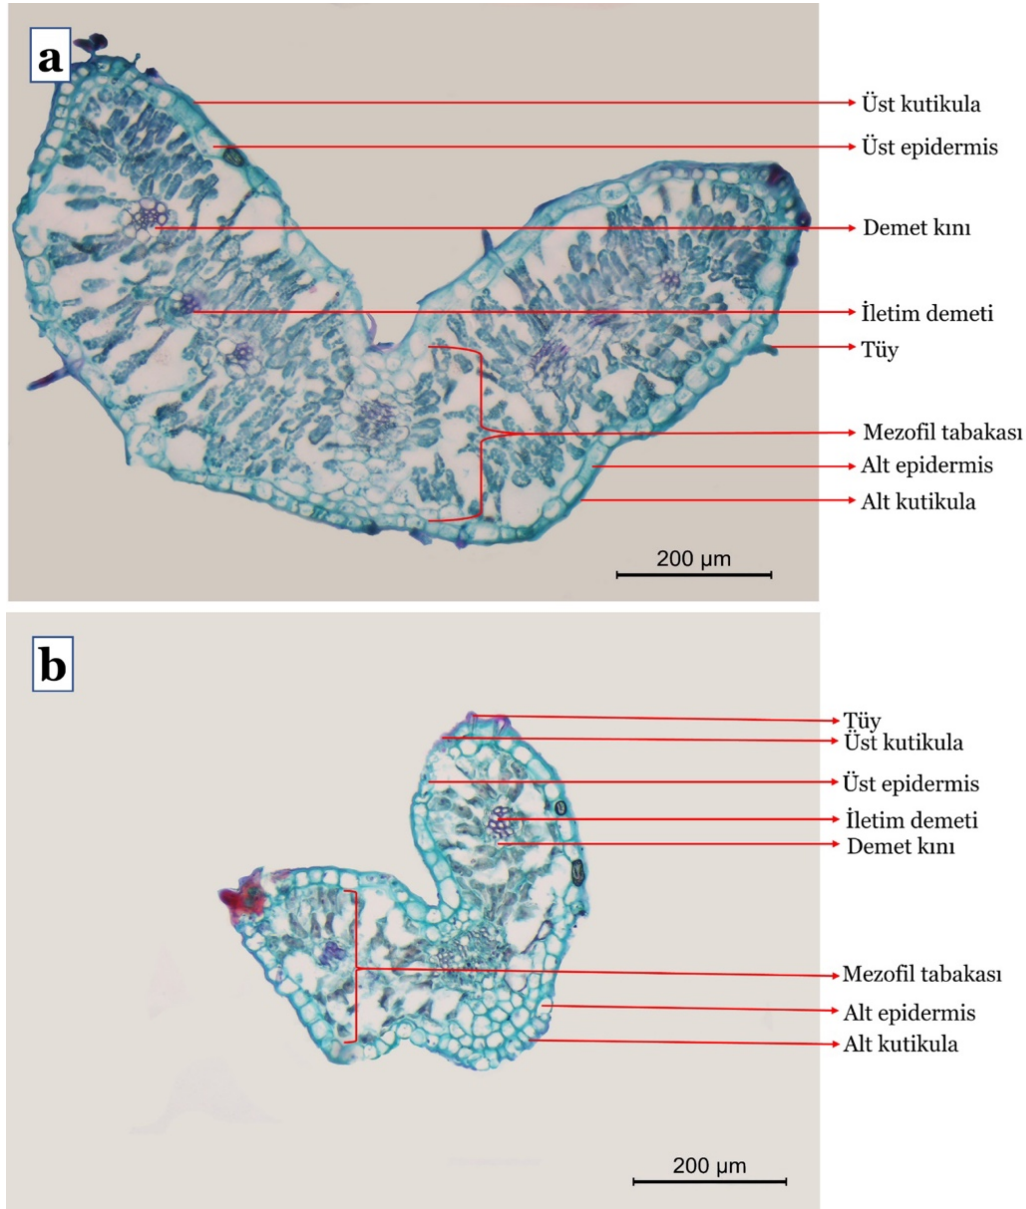 a
Üst kutikula
Üst epidermis
Demet kını
İletim demeti
Tüy
Mezofil tabakası
Alt epidermis
Alt kutikula
200 µm
b
Tüy
Üst kutikula
Üst epidermis
İletim demeti
Demet kını
Mezofil tabakası
Alt epidermis
Alt kutikula
200 µm